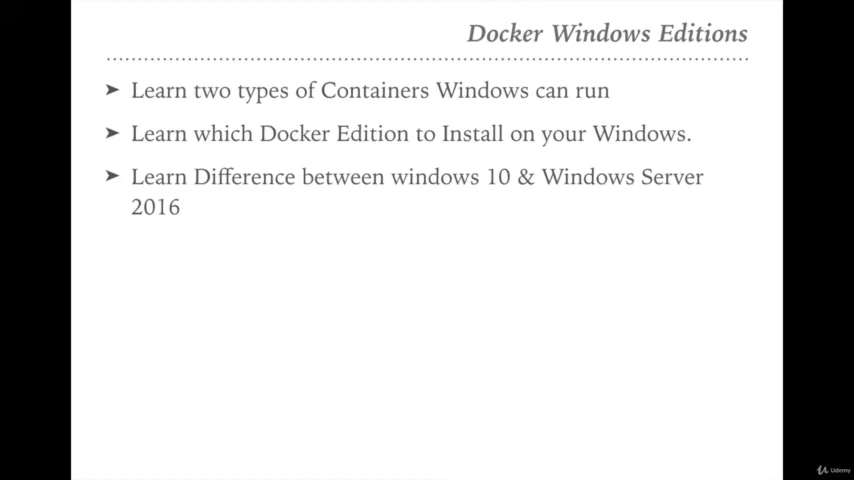 Docker Windows Editions
➤ Learn two types of Containers Windows can run
➤ Learn which Docker Edition to Install on your Windows.
➤ Learn Difference between windows 10 & Windows Server
2016
Udemy